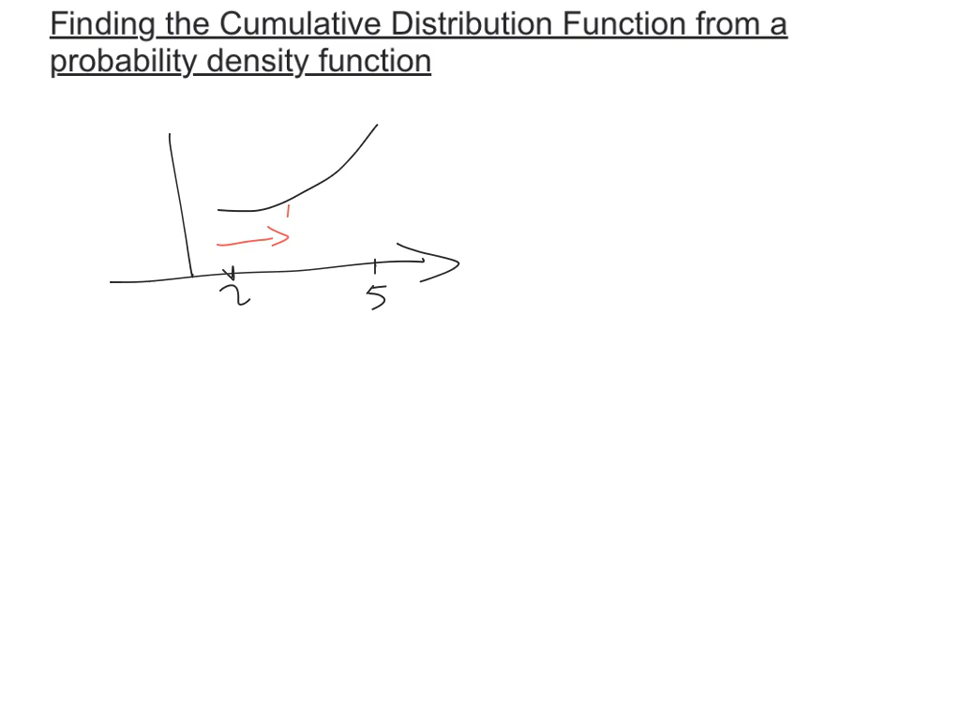 Finding the Cumulative Distribution Function from a
probability density function
2 5